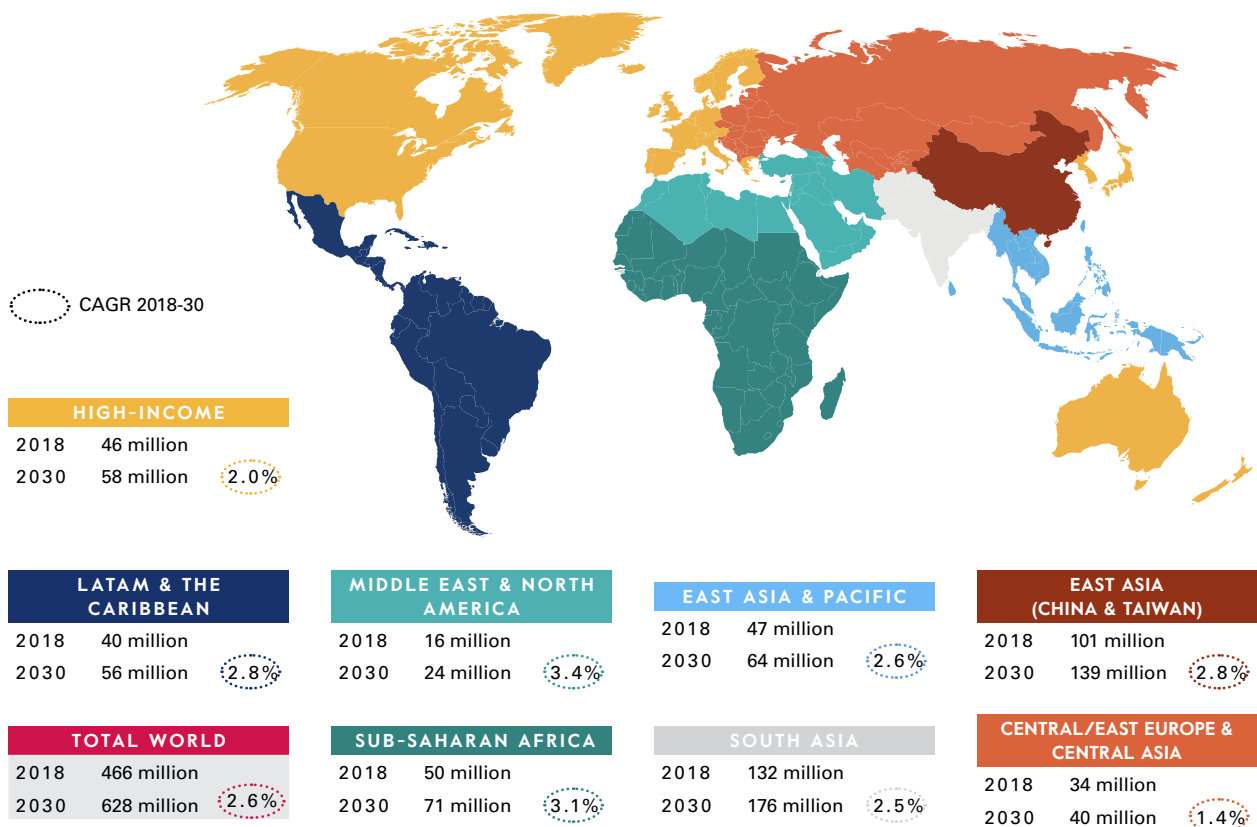 CAGR 2018-30
HIGH-INCOME
2018 46 million
2030 58 million 2.0%
LATAM & THE
CARIBBEAN
2018 40 million
2030 56 million 2.8%
MIDDLE EAST & NORTH
AMERICA
2018 16 million
2030 24 million 3.4%
EAST ASIA & PACIFIC
2018 47 million
2030 64 million 2.6%
EAST ASIA
(CHINA & TAIWAN)
2018 101 million
2030 139 million 2.8%
TOTAL WORLD
2018 466 million
2030 628 million 2.6%
SUB-SAHARAN AFRICA
2018 50 million
2030 71 million 3.1%
SOUTH ASIA
2018 132 million
2030 176 million 2.5%
CENTRAL/EAST EUROPE &
CENTRAL ASIA
2018 34 million
2030 40 million 1.4%